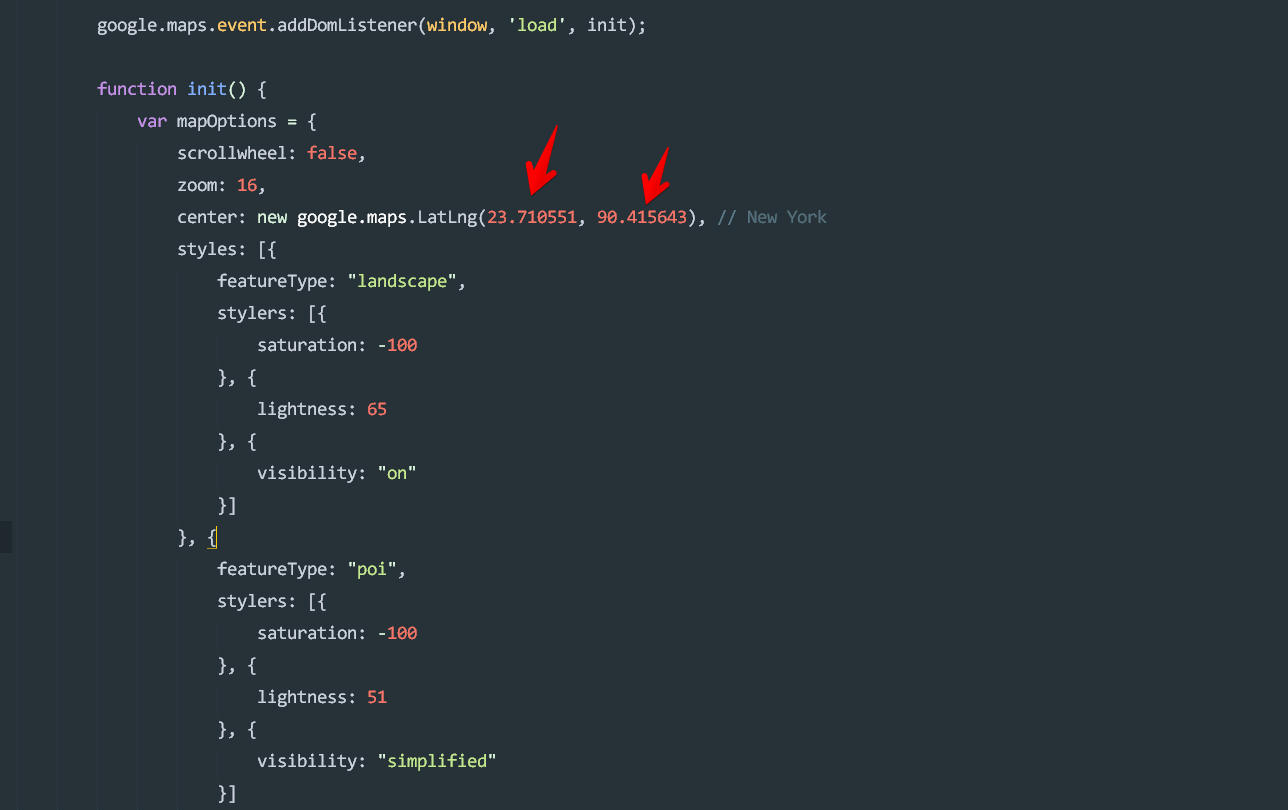 google.maps.event.addDomListener(window, 'load', init);
function init() {
var mapOptions = {
scrollwheel: false,
zoom: 16,
center: new google.maps.LatLng(23.710551, 90.415643), // New York
styles: [{
featureType: "landscape",
stylers: [{
saturation: -100
}, {
lightness: 65
}, {
visibility: "on"
}]
}, {
featureType: "poi",
stylers: [{
saturation: -100
}, {
lightness: 51
}, {
visibility: "simplified"
}]